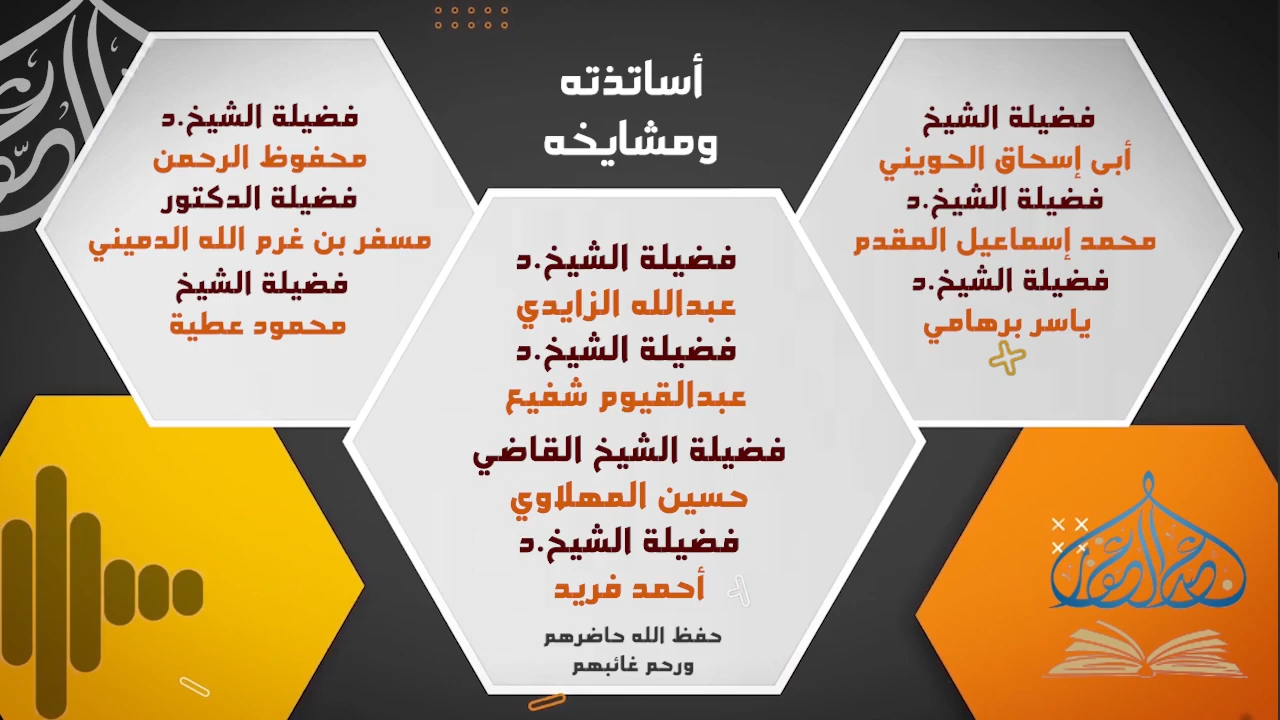 أساتذته
ومشايخه
فضيلة الشيخ
أبى إسحاق الحويني
فضيلة الشيخ.د
محمد إسماعيل المقدم
فضيلة الشيخ.د
ياسر برهامي
فضيلة الشيخ.د
عبدالله الزايدي
فضيلة الشيخ.د
عبدالقيوم شفيع
فضيلة الشيخ القاضي
حسين المهلاوي
فضيلة الشيخ.د
أحمد فريد
حفظ الله حاضرهم
ورحم غائبهم
فضيلة الشيخ.د
محفوظ الرحمن
فضيلة الدكتور
مسفر بن غرم الله الدميني
فضيلة الشيخ
محمود عطية